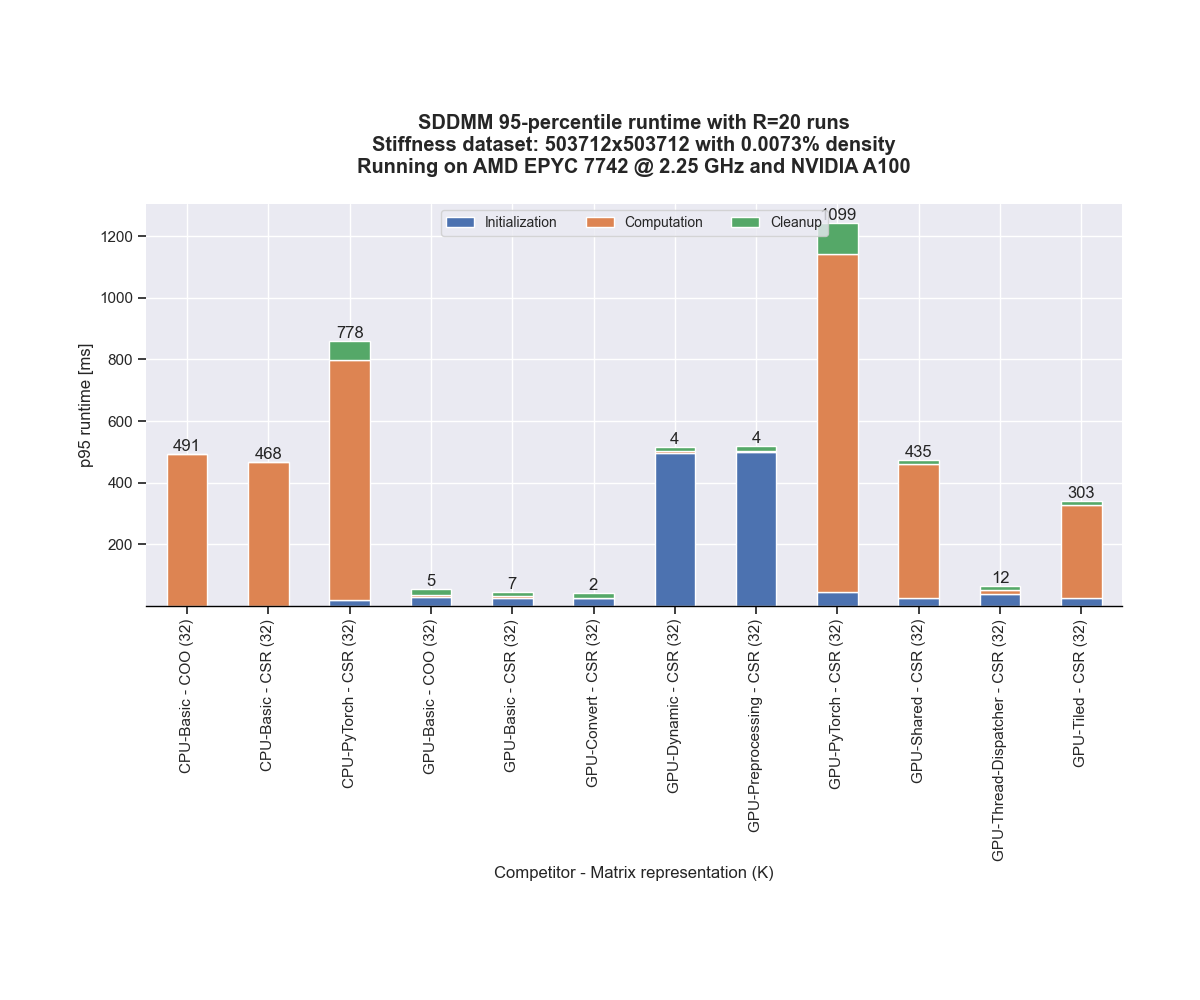 SDDMM 95-percentile runtime with R=20 runs
Stiffness dataset: 503712x503712 with 0.0073% density
Running on AMD EPYC 7742 @ 2.25 GHz and NVIDIA A100
Initialization Computation Cleanup
p95 runtime [ms]
1200
1000
800
600
400
200
491
468
778
5
7
2
4
4
1099
435
12
303
CPU-Basic - COO (32)
CPU-Basic - CSR (32)
CPU-PyTorch - CSR (32)
GPU-Basic - COO (32)
GPU-Basic - CSR (32)
GPU-Convert - CSR (32)
GPU-Dynamic - CSR (32)
GPU-Preprocessing - CSR (32)
GPU-PyTorch - CSR (32)
GPU-Shared - CSR (32)
GPU-Thread-Dispatcher - CSR (32)
GPU-Tiled - CSR (32)
Competitor - Matrix representation (K)